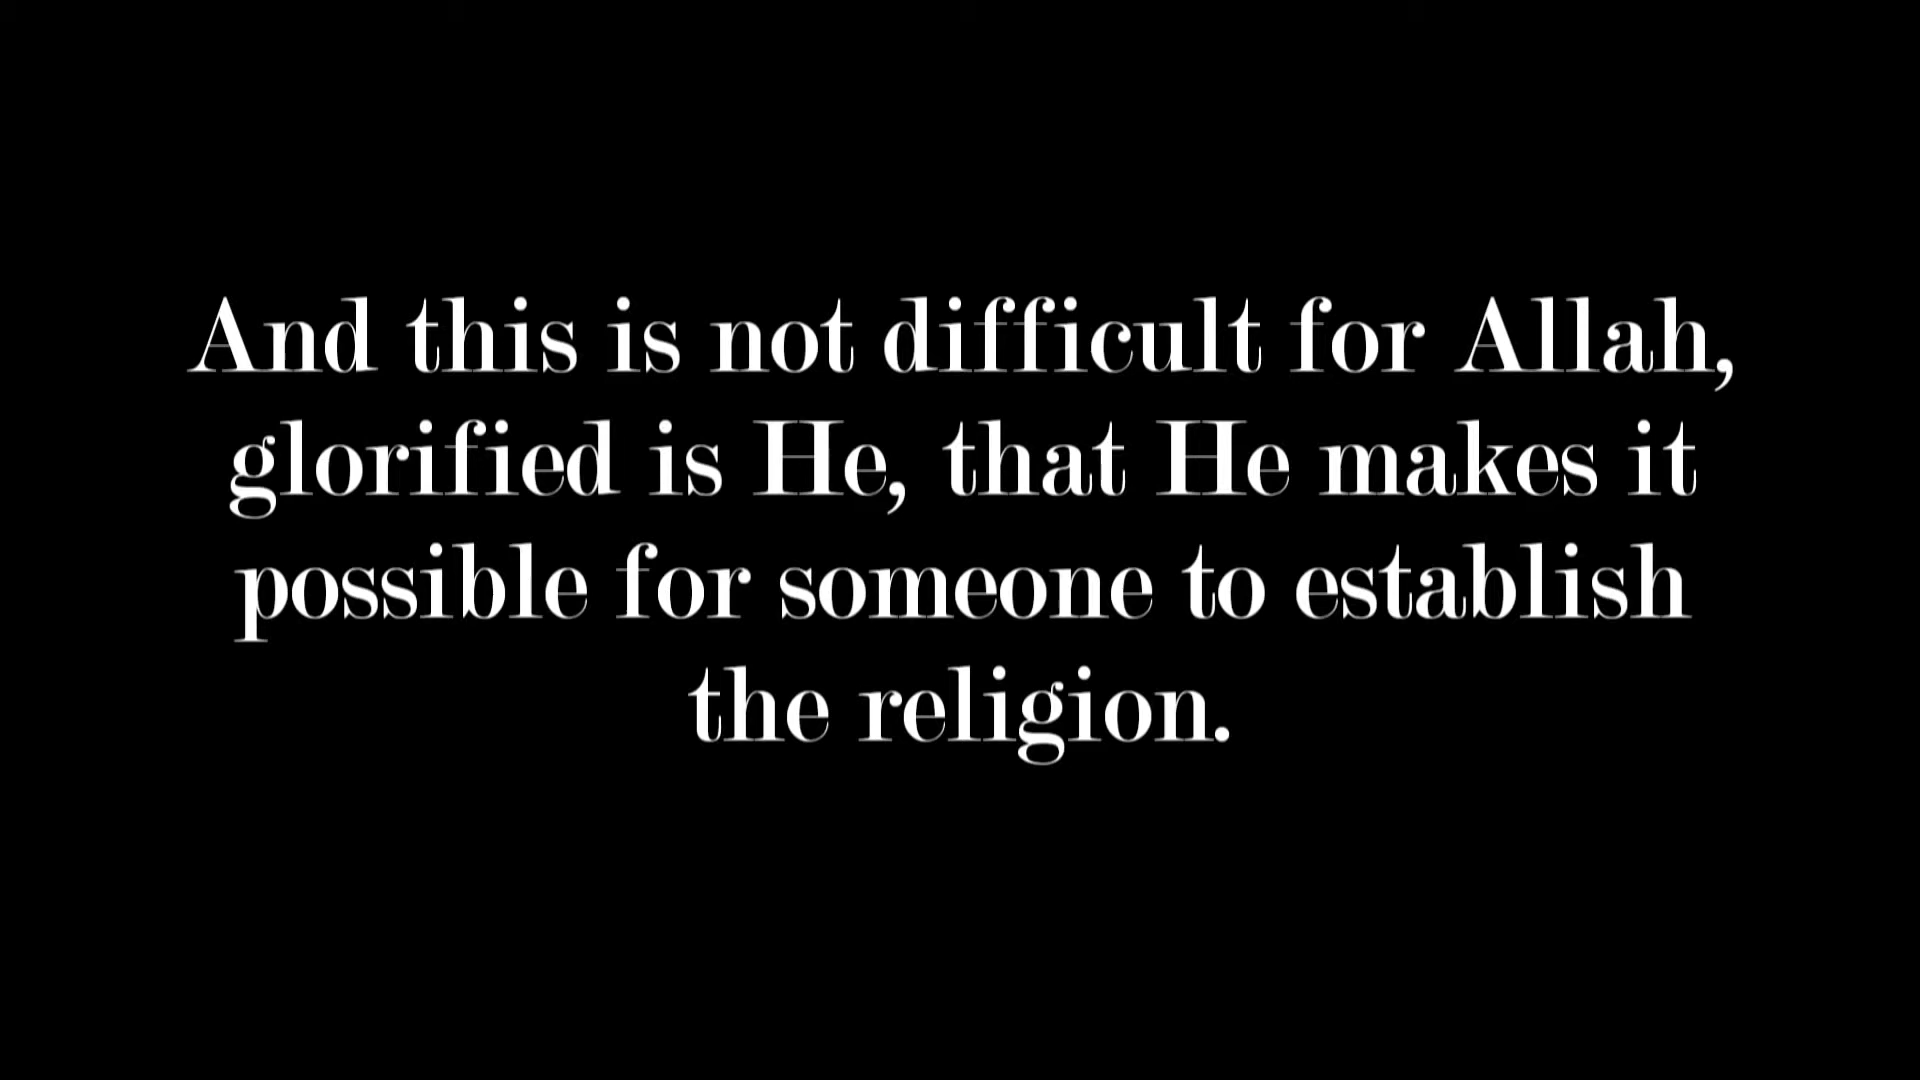 And this is not difficult for Allah,
glorified is He, that He makes it
possible for someone to establish
the religion.